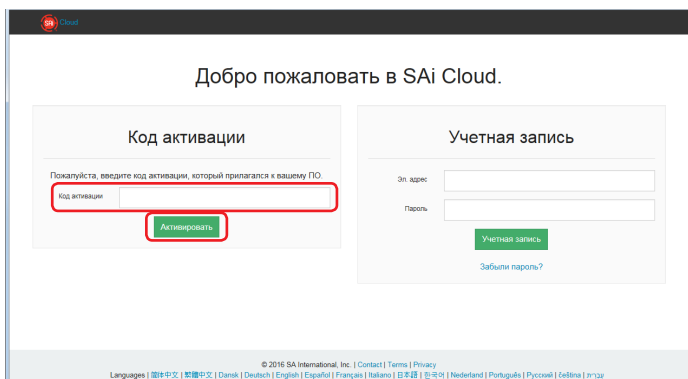 SAi Cloud
Добро пожаловать в SAi Cloud.
Код активации
Пожалуйста, введите код активации, который прилагался к вашему ПО.
Код активации
Активировать
Учетная запись
Эл. адрес
Пароль
Учетная запись
Забыли пароль?
© 2016 SA International, Inc. | Contact | Terms | Privacy
Languages | 简体中文 | 繁體中文 | Dansk | Deutsch | English | Español | Français | Italiano | 日本語 | 한국어 | Nederland | Português | Русский | čeština | עברית